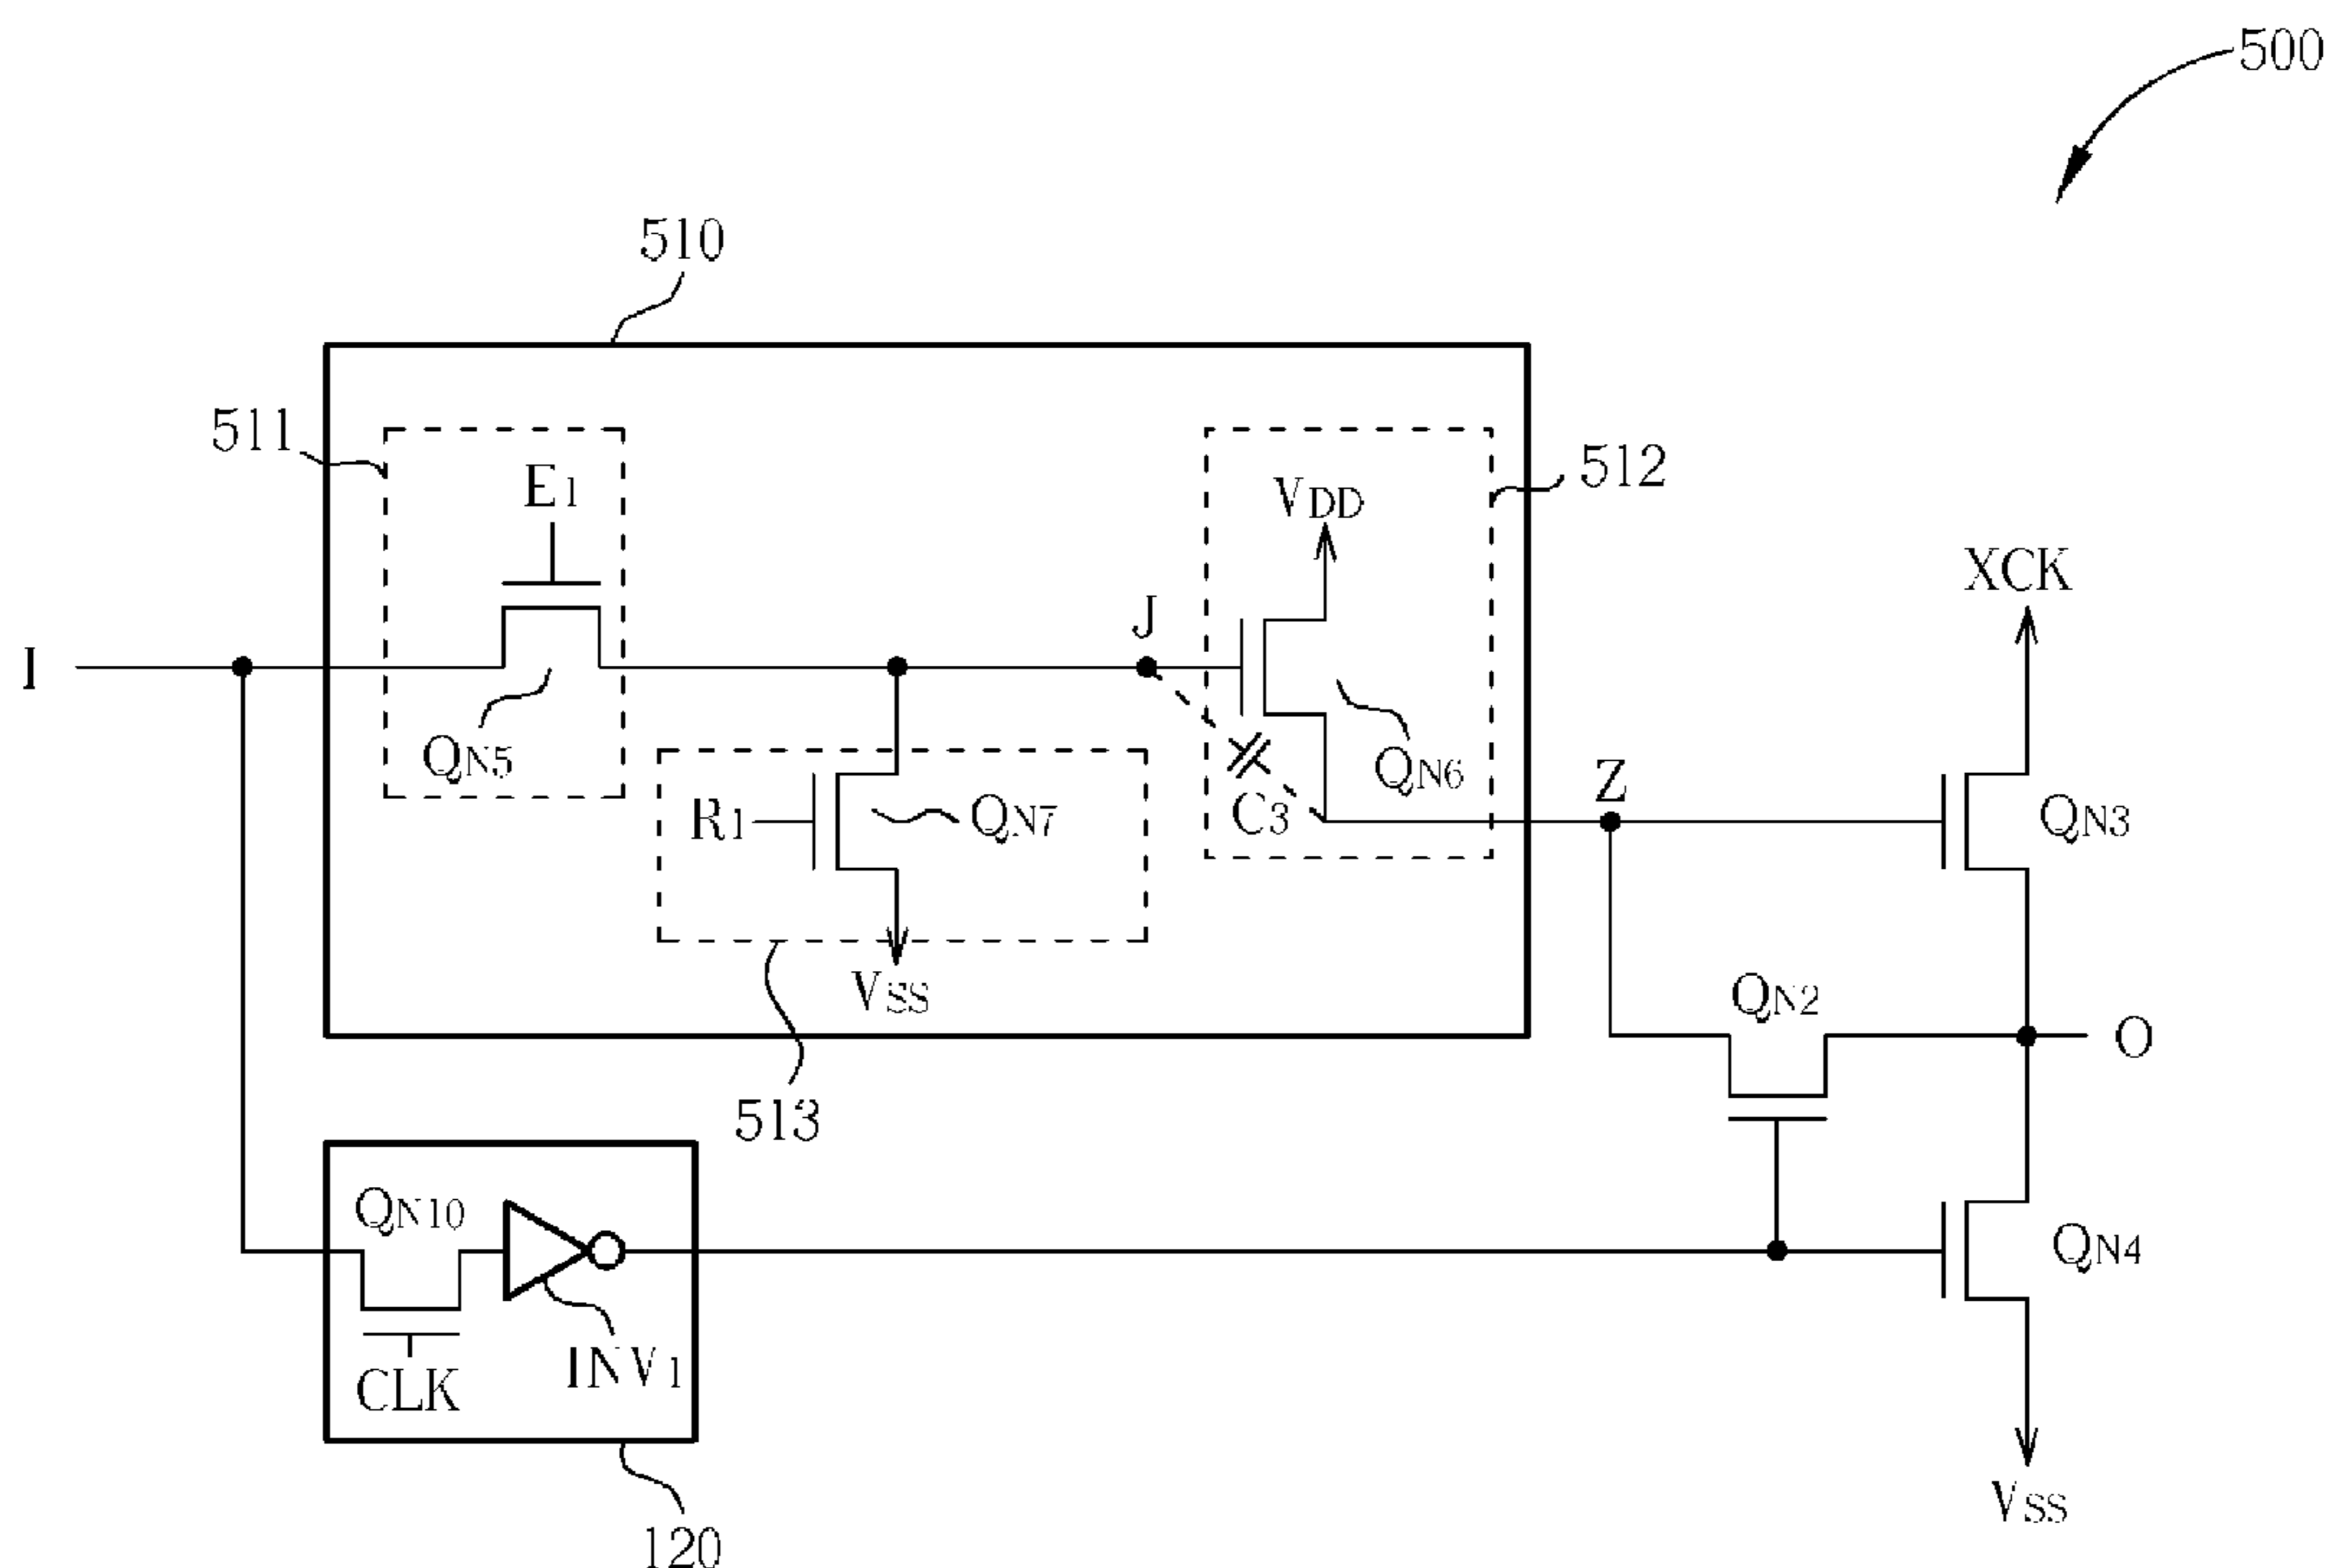 500
510
511
E1
512
VDD
XCK
J
I
QN5
R1
QN7
C3
QN6
Z
QN3
VSS
QN2
O
513
QN10
QN4
INV1
CLK
VSS
120